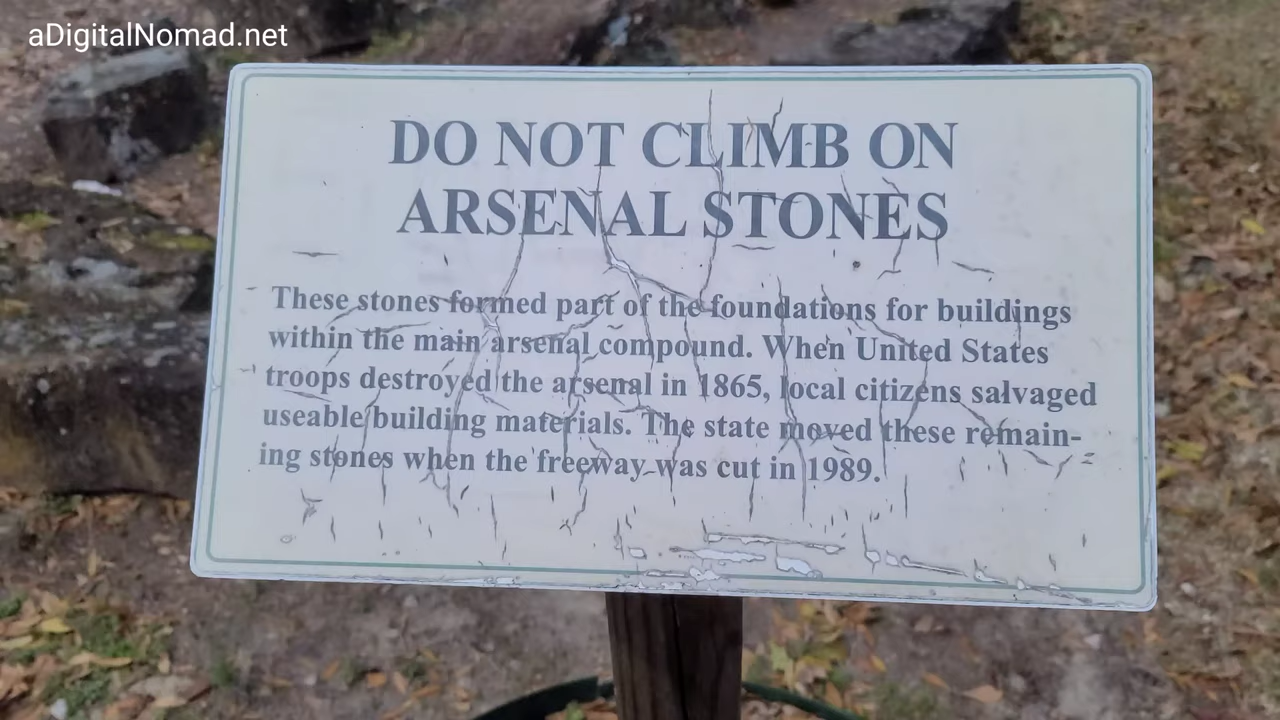 aDigitalNomad.net
DO NOT CLIMB ON
ARSENAL STONES
These stones formed part of the foundations for buildings
within the main arsenal compound. When United States
troops destroyed the arsenal in 1865, local citizens salvaged
useable building materials. The state moved these remain-
ing stones when the freeway was cut in 1989.